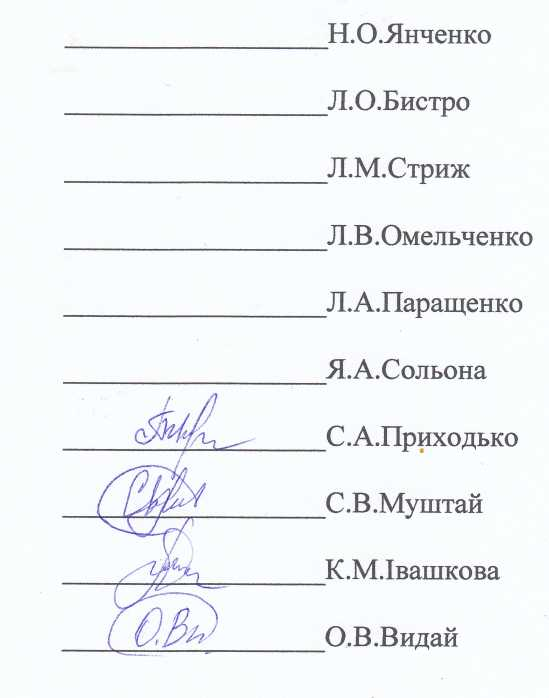 Н.О.Янченко
Л.О.Бистро
Л.М.Стриж
Л.В.Омельченко
Л.А.Паращенко
Я.А.Сольона
С.А.Приходько
С.В.Муштай
К.М.Івашкова
О.В.Видай